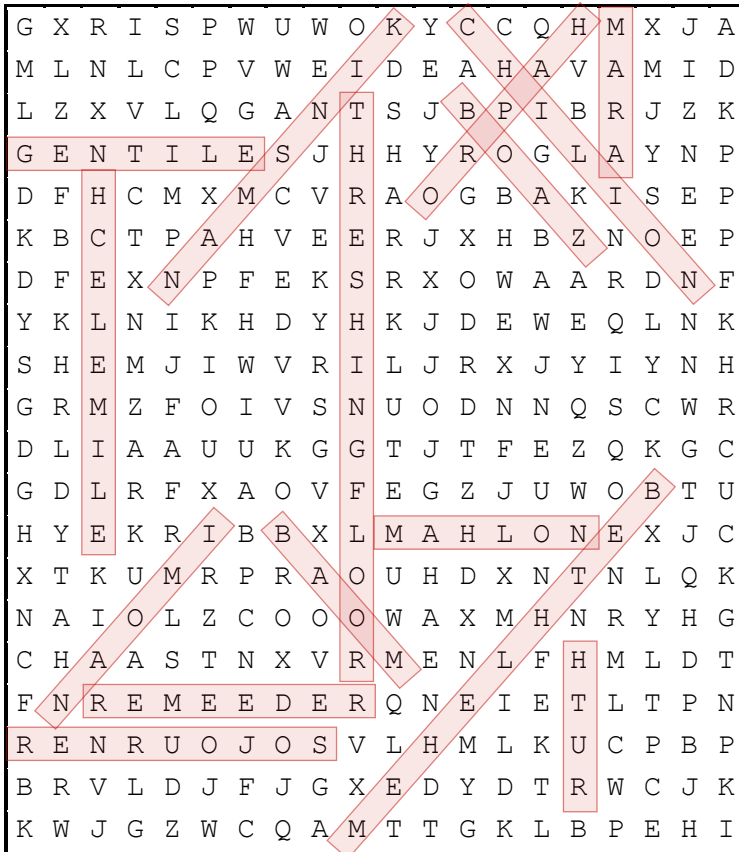 G X R I S P W U W O K Y C C Q H M X J A
M L N L C P V W E I D E A H A V A M I D
L Z X V L Q G A N T S J B P I B R J Z K
G E N T I L E S J H H Y R O G L A Y N P
D F H C M X M C V R A O G B A K I S E P
K B C T P A H V E E R J X H B Z N O E P
D F E X N P F E K S R X O W A A R D N F
Y K L N I K H D Y H K J D E W E Q L N K
S H E M J I W V R I L J R X J Y I Y N H
G R M Z F O I V S N U O D N N Q S C W R
D L I A A U U K G G T J T F E Z Q K G C
G D L R F X A O V F E G Z J U W O B T U
H Y E K R I B B X L M A H L O N E X J C
X T K U M R P R A O U H D X N T N L Q K
N A I O L Z C O O O W A X M H N R Y H G
C H A A S T N X V R M E N L F H M L D T
F N R E M E E D E R Q N E I E T L T P N
R E N R U O J O S V L H M L K U C P B P
B R V L D J F J G X E D Y D T R W C J K
K W J G Z W C Q A M T T G K L B P E H I